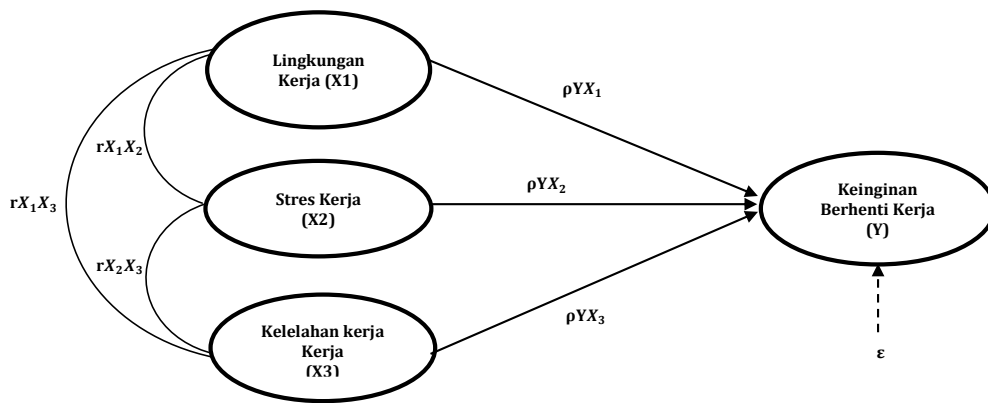 Lingkungan
Kerja (X1)
ρYX₁
rX₁X₂
rX₁X₃
Stres Kerja
(X2)
ρYX₂
Keinginan
Berhenti Kerja
(Y)
rX₂X₃
Kelelahan kerja
Kerja
(X3)
ρYX₃
ε